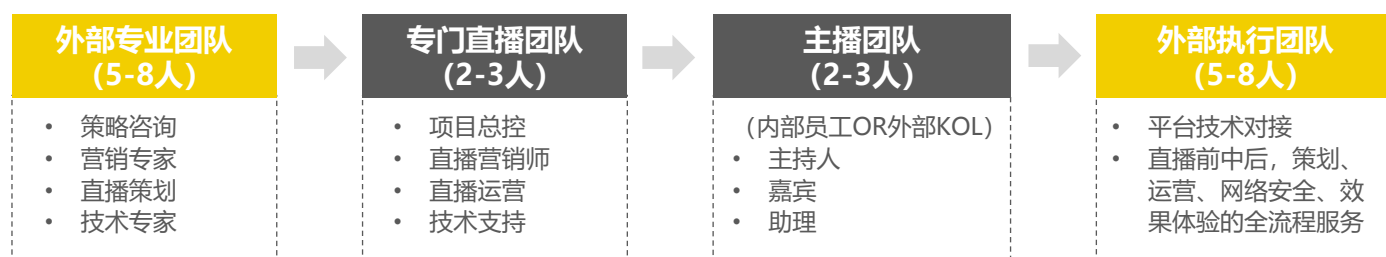 外部专业团队
(5-8人)
• 策略咨询
• 营销专家
• 直播策划
• 技术专家
专门直播团队
(2-3人)
• 项目总控
• 直播营销师
• 直播运营
• 技术支持
主播团队
(2-3人)
(内部员工OR外部KOL)
• 主持人
• 嘉宾
• 助理
外部执行团队
(5-8人)
• 平台技术对接
• 直播前中后，策划、
运营、网络安全、效
果体验的全流程服务